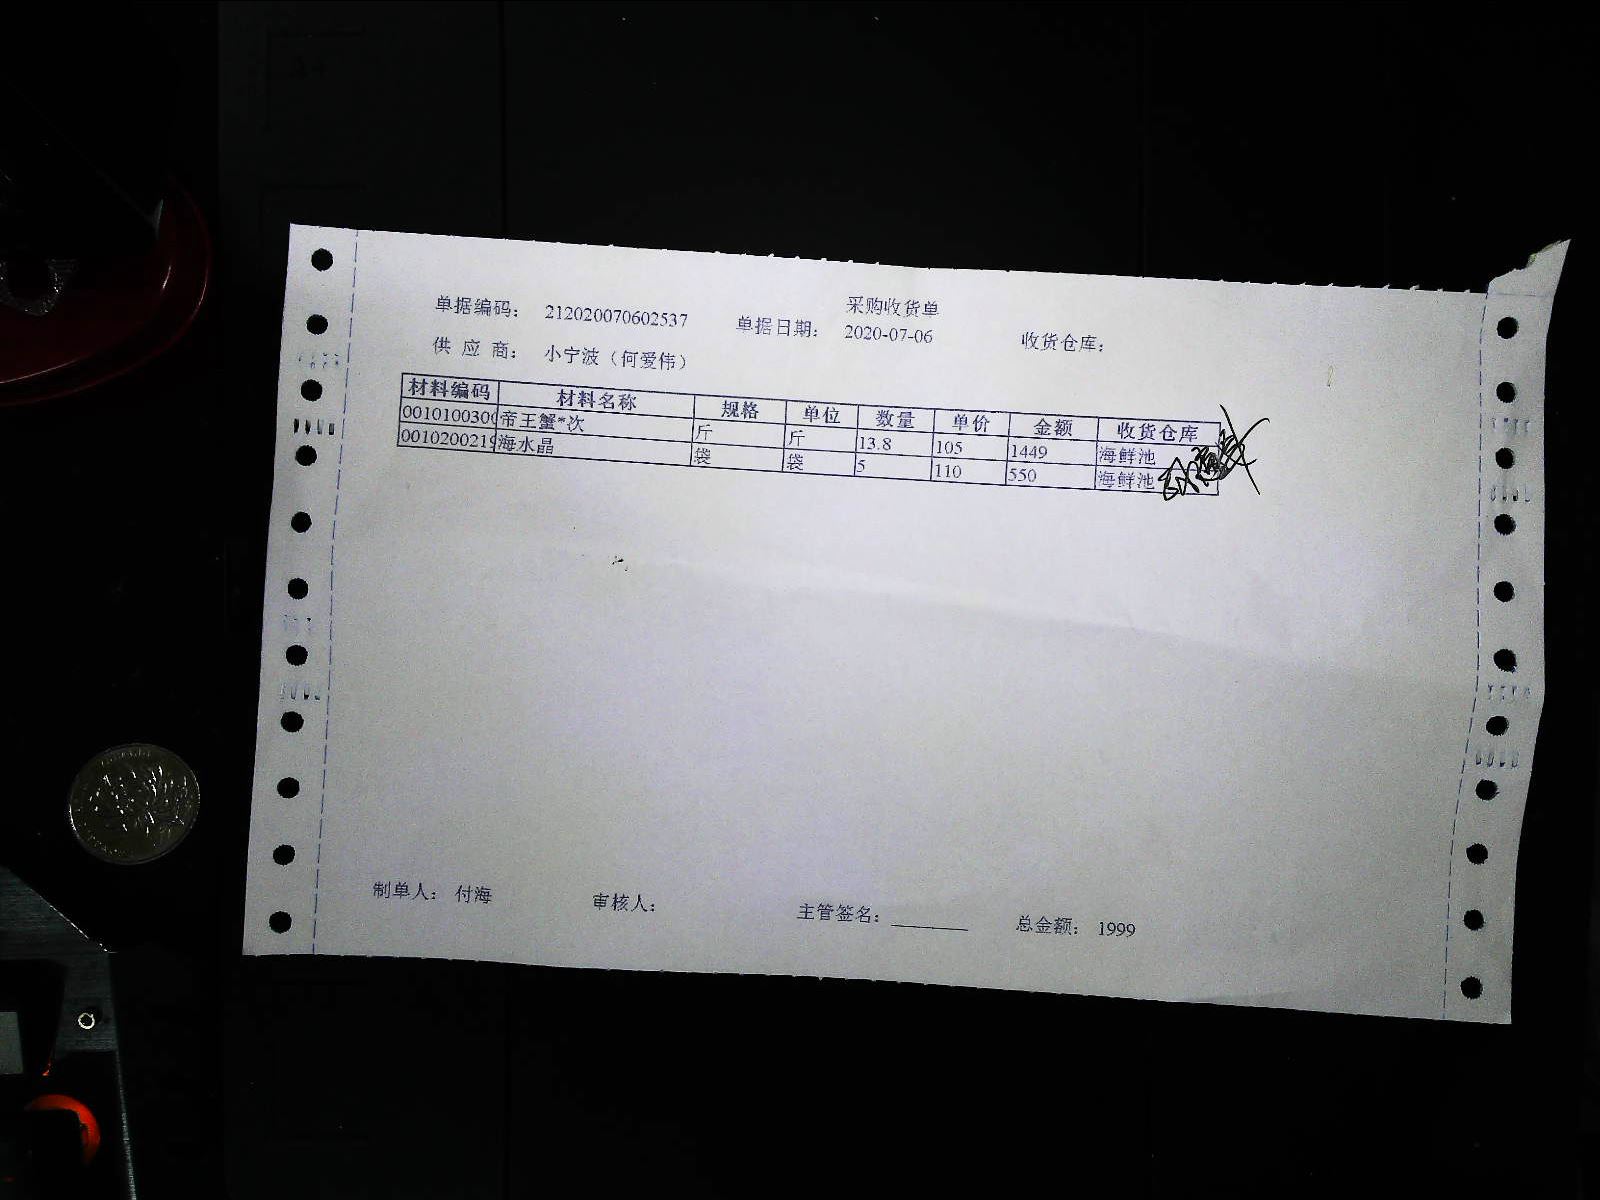 采购收货单
单据编码： 212020070602537 单据日期： 2020-07-06 收货仓库：
供 应 商： 小宁波（何爱伟）
材料编码 材料名称 规格 单位 数量 单价 金额 收货仓库
0010100300 帝王蟹*次 斤 斤 13.8 105 1449 海鲜池
0010200219 海水晶 袋 袋 5 110 550 海鲜池
制单人： 付海 审核人： 主管签名： 总金额： 1999